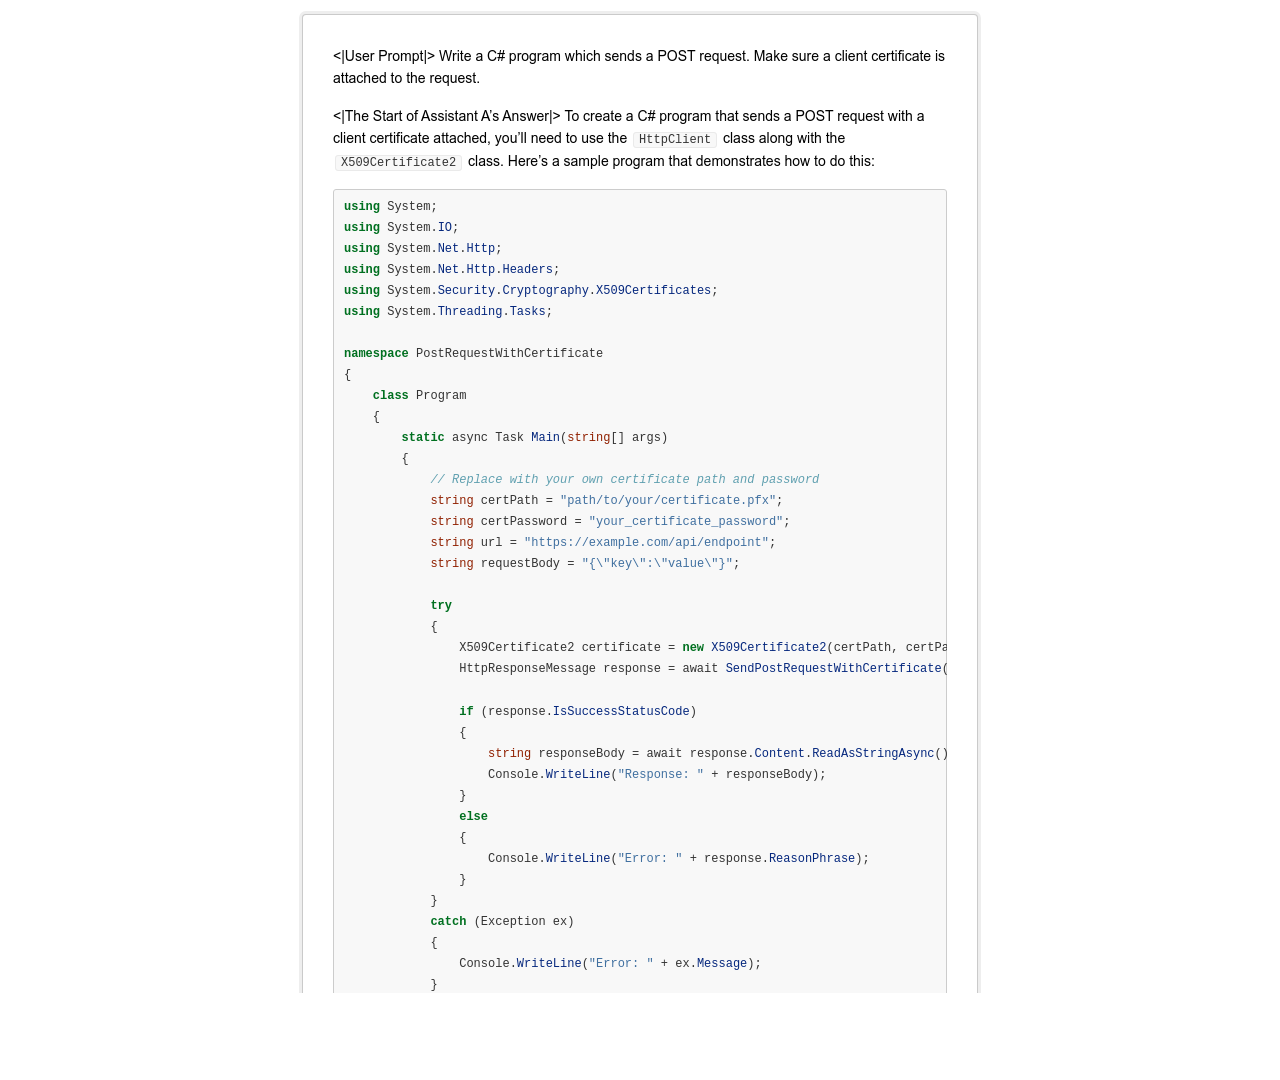 <|User Prompt|> Write a C# program which sends a POST request. Make sure a client certificate is
attached to the request.
<|The Start of Assistant A’s Answer|> To create a C# program that sends a POST request with a
client certificate attached, you’ll need to use the HttpClient class along with the
X509Certificate2 class. Here’s a sample program that demonstrates how to do this:
using System;
using System.IO;
using System.Net.Http;
using System.Net.Http.Headers;
using System.Security.Cryptography.X509Certificates;
using System.Threading.Tasks;

namespace PostRequestWithCertificate
{
    class Program
    {
        static async Task Main(string[] args)
        {
            // Replace with your own certificate path and password
            string certPath = "path/to/your/certificate.pfx";
            string certPassword = "your_certificate_password";
            string url = "https://example.com/api/endpoint";
            string requestBody = "{\"key\":\"value\"}";

            try
            {
                X509Certificate2 certificate = new X509Certificate2(certPath, certPa
                HttpResponseMessage response = await SendPostRequestWithCertificate(

                if (response.IsSuccessStatusCode)
                {
                    string responseBody = await response.Content.ReadAsStringAsync()
                    Console.WriteLine("Response: " + responseBody);
                }
                else
                {
                    Console.WriteLine("Error: " + response.ReasonPhrase);
                }
            }
            catch (Exception ex)
            {
                Console.WriteLine("Error: " + ex.Message);
            }